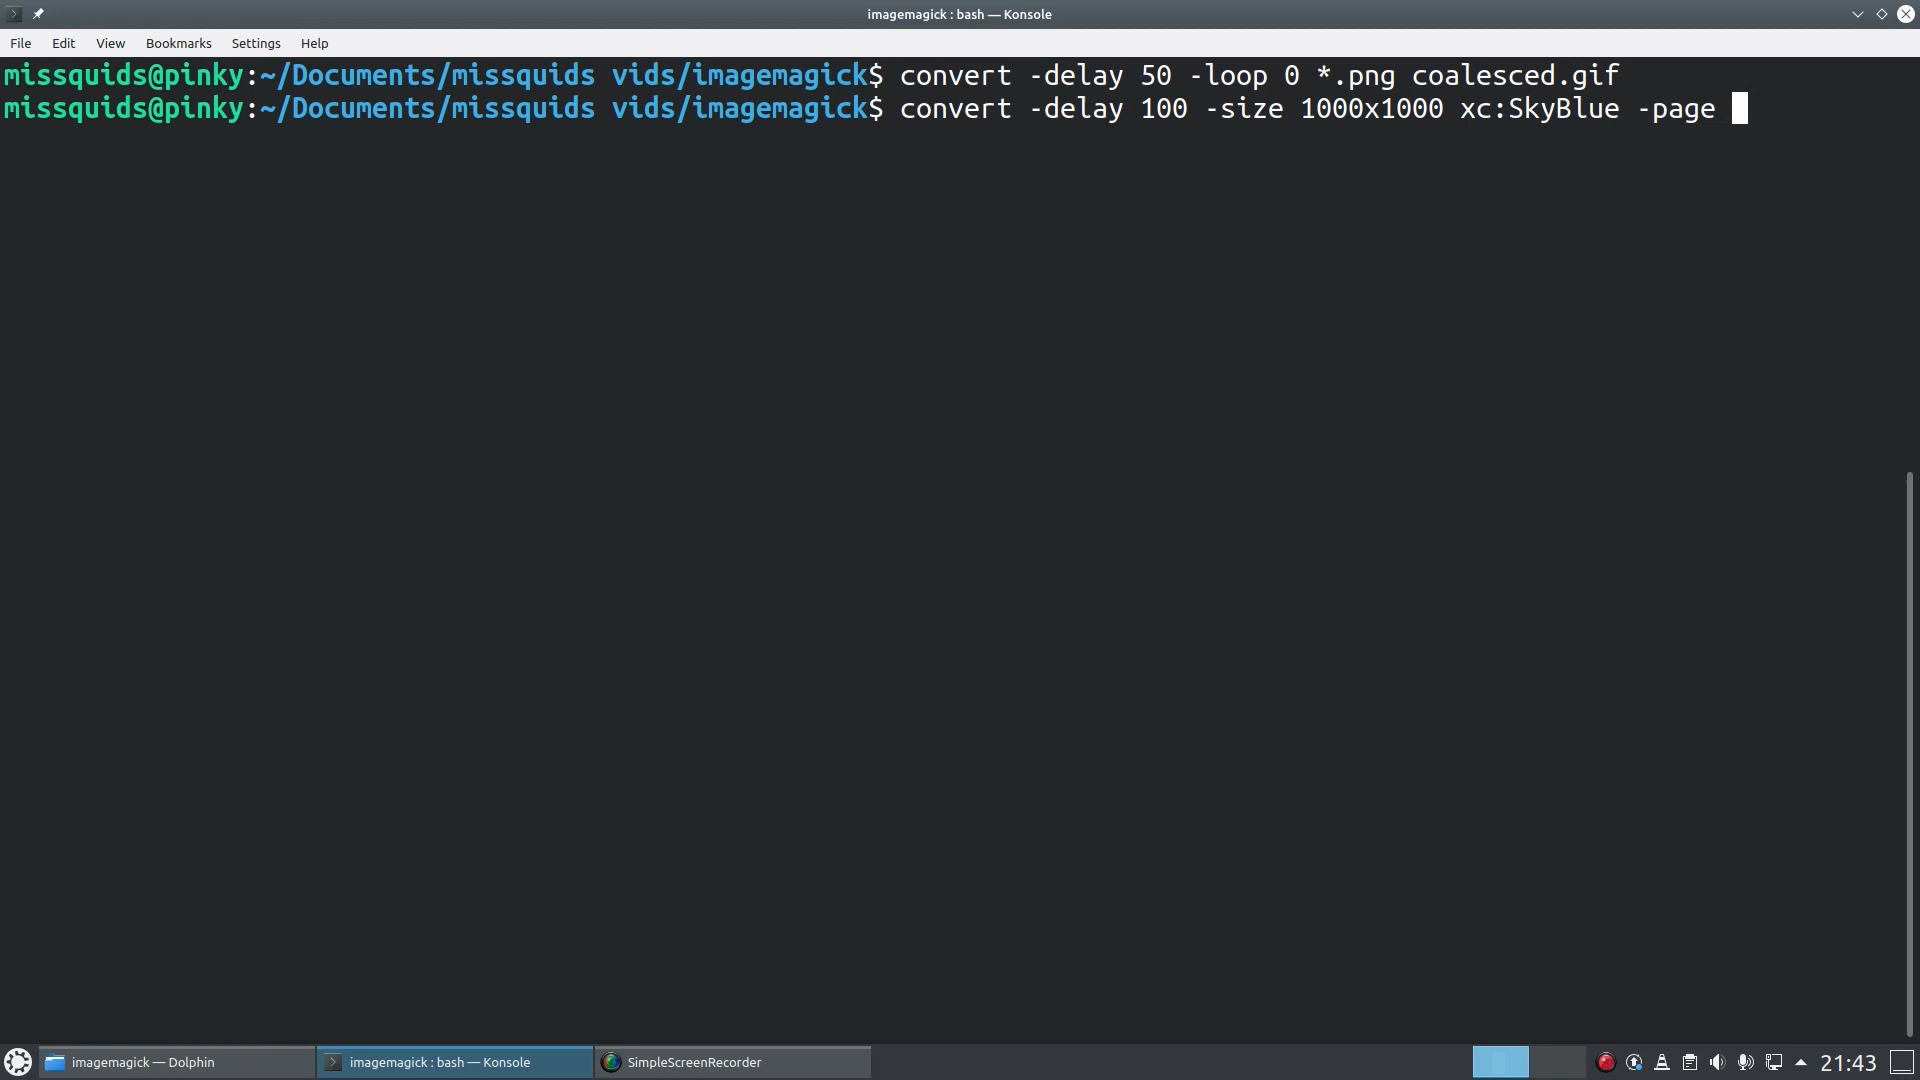 imagemagick : bash — Konsole
File Edit View Bookmarks Settings Help
missquids@pinky:~/Documents/missquids vids/imagemagick$ convert -delay 50 -loop 0 *.png coalesced.gif
missquids@pinky:~/Documents/missquids vids/imagemagick$ convert -delay 100 -size 1000x1000 xc:SkyBlue -page
imagemagick — Dolphin imagemagick : bash — Konsole SimpleScreenRecorder 21:43